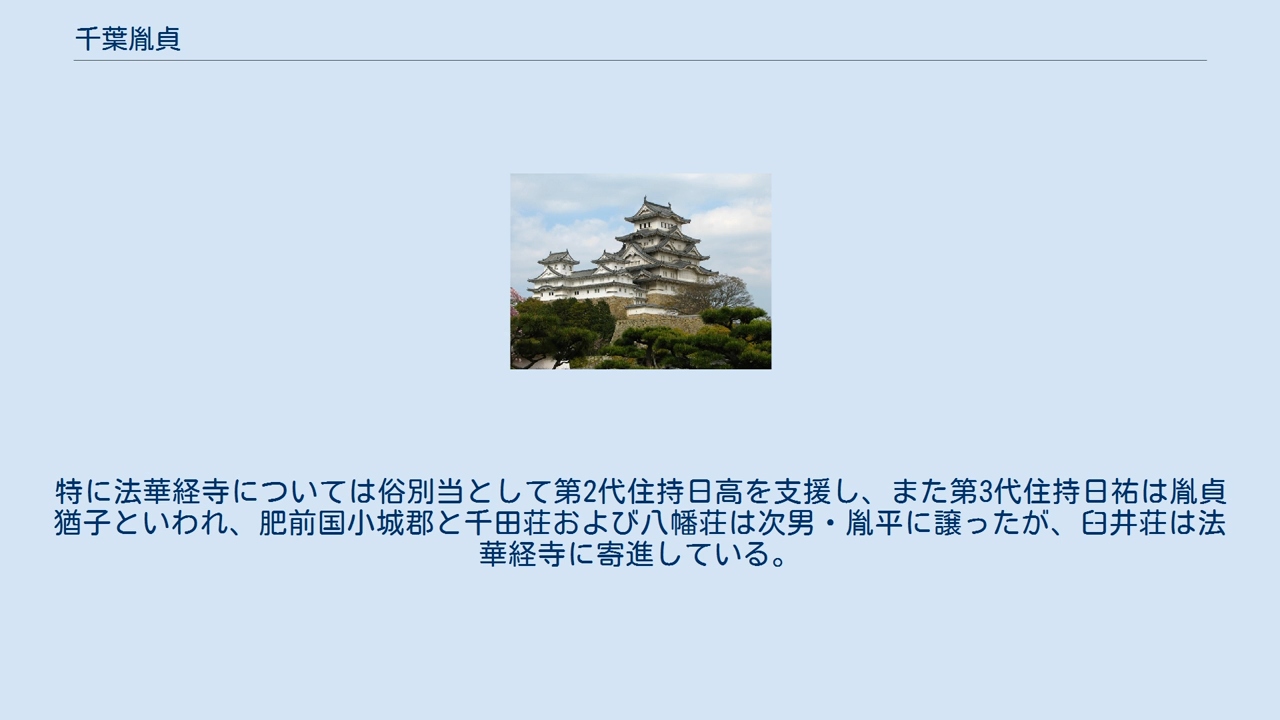 千葉胤貞
特に法華経寺については俗別当として第2代住持日高を支援し、また第3代住持日祐は胤貞
猶子といわれ、肥前国小城郡と千田荘および八幡荘は次男・胤平に譲ったが、臼井荘は法
華経寺に寄進している。